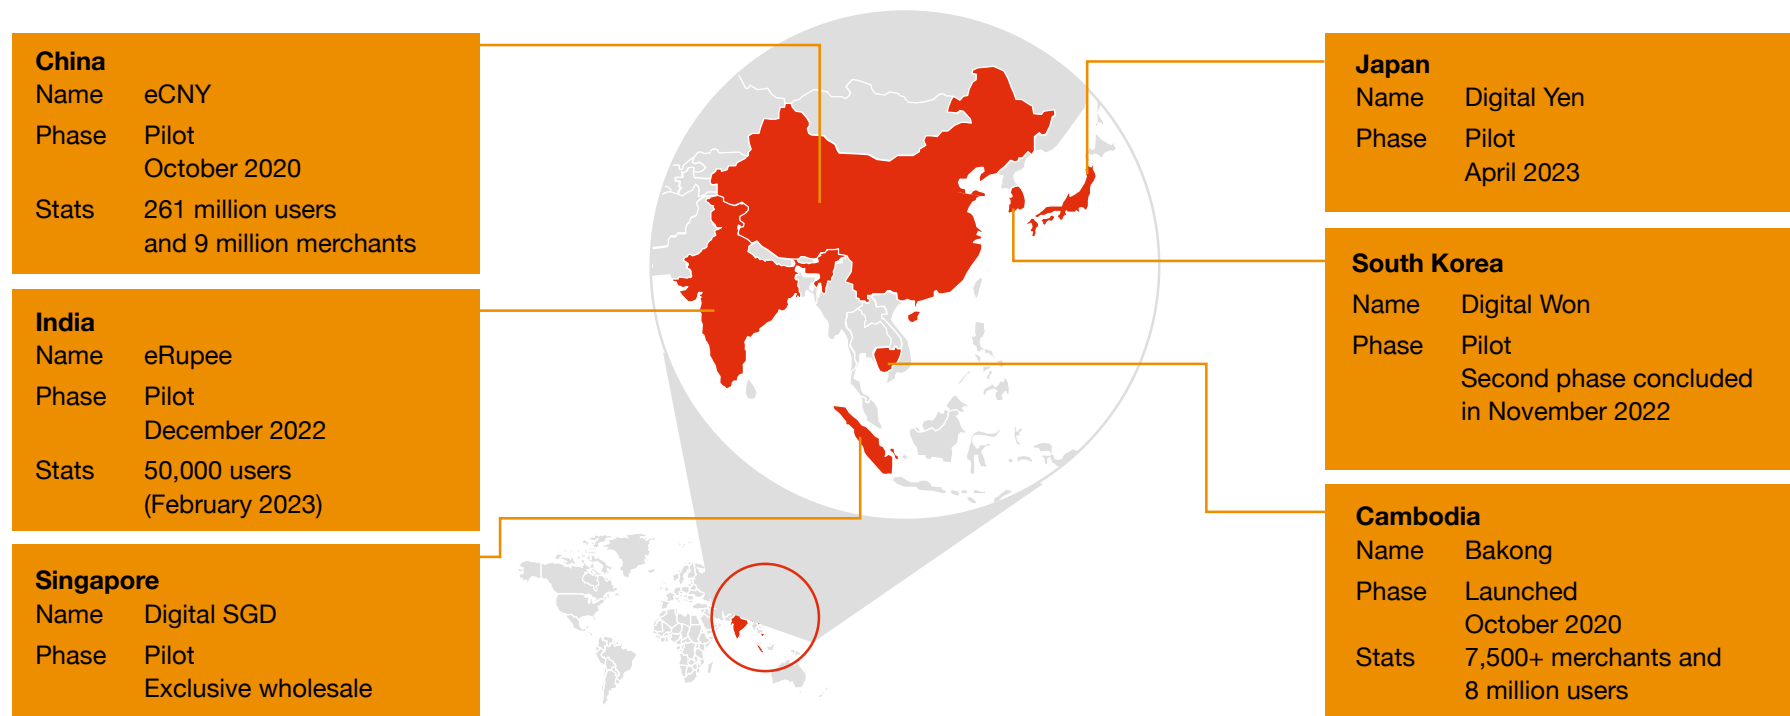 China
Name eCNY
Phase Pilot
October 2020
Stats 261 million users
and 9 million merchants
India
Name eRupee
Phase Pilot
December 2022
Stats 50,000 users
(February 2023)
Singapore
Name Digital SGD
Phase Pilot
Exclusive wholesale
Japan
Name Digital Yen
Phase Pilot
April 2023
South Korea
Name Digital Won
Phase Pilot
Second phase concluded
in November 2022
Cambodia
Name Bakong
Phase Launched
October 2020
Stats 7,500+ merchants and
8 million users